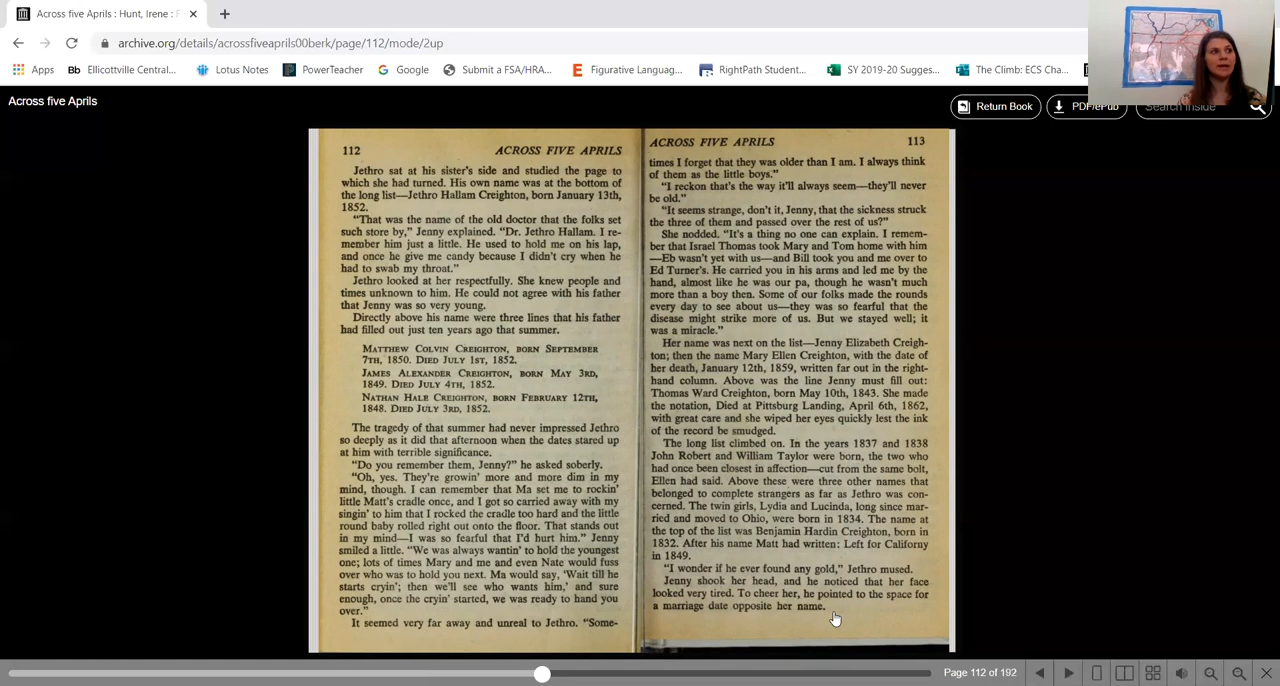 Across five Aprils : Hunt, Irene : F
archive.org/details/acrossfiveaprils00berk/page/112/mode/2up
Apps
Bb Ellicottville Central...
Lotus Notes
PowerTeacher
Google
Submit a FSA/HRA...
Figurative Languag...
RightPath Student...
SY 2019-20 Sugges...
The Climb: ECS Cha...
Across five Aprils
Return Book
PDF/ePub
Search Inside
112 ACROSS FIVE APRILS
Jethro sat at his sister's side and studied the page to
which she had turned. His own name was at the bottom of
the long list—Jethro Hallam Creighton, born January 13th,
1852.
"That was the name of the old doctor that the folks set
such store by," Jenny explained. "Dr. Jethro Hallam. I re-
member him just a little. He used to hold me on his lap,
and once he give me candy because I didn't cry when he
had to swab my throat."
Jethro looked at her respectfully. She knew people and
times unknown to him. He could not agree with his father
that Jenny was so very young.
Directly above his name were three lines that his father
had filled out just ten years ago that summer.
MATTHEW COLVIN CREIGHTON, BORN SEPTEMBER
7TH, 1850. DIED JULY 1ST, 1852.
JAMES ALEXANDER CREIGHTON, BORN MAY 3RD,
1849. DIED JULY 4TH, 1852.
NATHAN HALE CREIGHTON, BORN FEBRUARY 12TH,
1848. DIED JULY 3RD, 1852.
The tragedy of that summer had never impressed Jethro
so deeply as it did that afternoon when the dates stared up
at him with terrible significance.
"Do you remember them, Jenny?" he asked soberly.
"Oh, yes. They're growin' more and more dim in my
mind, though. I can remember that Ma set me to rockin'
little Matt's cradle once, and I got so carried away with my
singin' to him that I rocked the cradle too hard and the little
round baby rolled right out onto the floor. That stands out
in my mind—I was so fearful that I'd hurt him." Jenny
smiled a little. "We was always wantin' to hold the youngest
one; lots of times Mary and me and even Nate would fuss
over who was to hold you next. Ma would say, 'Wait till he
starts cryin'; then we'll see who wants him,' and sure
enough, once the cryin' started, we was ready to hand you
over."
It seemed very far away and unreal to Jethro. "Some-
ACROSS FIVE APRILS 113
times I forget that they was older than I am. I always think
of them as the little boys."
"I reckon that's the way it'll always seem—they'll never
be old."
"It seems strange, don't it, Jenny, that the sickness struck
the three of them and passed over the rest of us?"
She nodded. "It's a thing no one can explain. I remem-
ber that Israel Thomas took Mary and Tom home with him
—Eb wasn't yet with us—and Bill took you and me over to
Ed Turner's. He carried you in his arms and led me by the
hand, almost like he was our pa, though he wasn't much
more than a boy then. Some of our folks made the rounds
every day to see about us—they was so fearful that the
disease might strike more of us. But we stayed well; it
was a miracle."
Her name was next on the list—Jenny Elizabeth Creigh-
ton; then the name Mary Ellen Creighton, with the date of
her death, January 12th, 1859, written far out in the right-
hand column. Above was the line Jenny must fill out:
Thomas Ward Creighton, born May 10th, 1843. She made
the notation, Died at Pittsburg Landing, April 6th, 1862,
with great care and she wiped her eyes quickly lest the ink
of the record be smudged.
The long list climbed on. In the years 1837 and 1838
John Robert and William Taylor were born, the two who
had once been closest in affection—cut from the same bolt,
Ellen had said. Above these were three other names that
belonged to complete strangers as far as Jethro was con-
cerned. The twin girls, Lydia and Lucinda, long since mar-
ried and moved to Ohio, were born in 1834. The name at
the top of the list was Benjamin Hardin Creighton, born in
1832. After his name Matt had written: Left for Californy
in 1849.
"I wonder if he ever found any gold," Jethro mused.
Jenny shook her head, and he noticed that her face
looked very tired. To cheer her, he pointed to the space for
a marriage date opposite her name.
Page 112 of 192